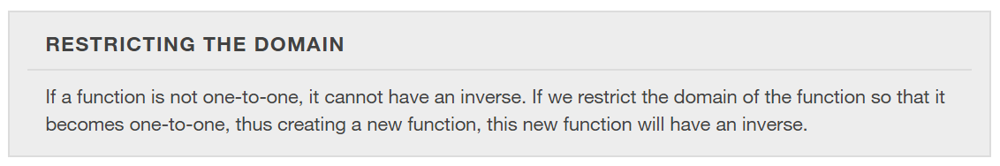 RESTRICTING THE DOMAIN
If a function is not one-to-one, it cannot have an inverse. If we restrict the domain of the function so that it
becomes one-to-one, thus creating a new function, this new function will have an inverse.